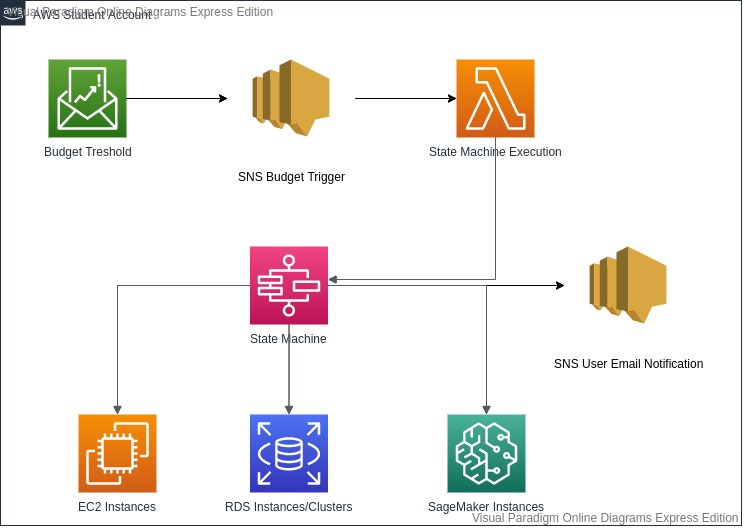 aws
Visual Paradigm Online Diagrams Express Edition
AWS Student Account
Budget Treshold
SNS Budget Trigger
State Machine Execution
State Machine
SNS User Email Notification
EC2 Instances
RDS Instances/Clusters
SageMaker Instances
Visual Paradigm Online Diagrams Express Edition